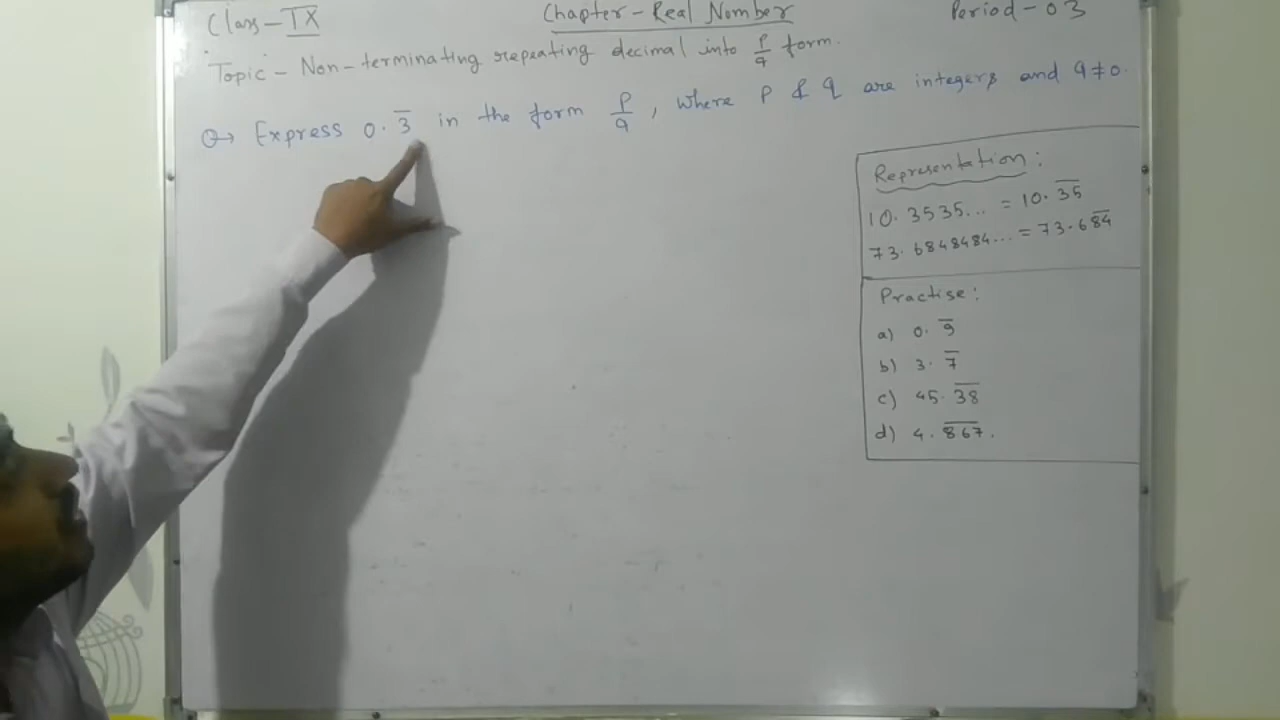 Class - IX
Chapter - Real Number
Period - 03
Topic - Non-terminating repeating decimal into p/q form.
Q→ Express 0.3̅ in the form p/q, where p & q are integers and q≠0.
Representation:
10.3535... = 10.3̅5̅
73.6848484... = 73.68̅4̅
Practise:
a) 0.9̅
b) 3.7̅
c) 45.3̅8̅
d) 4.8̅6̅7̅.